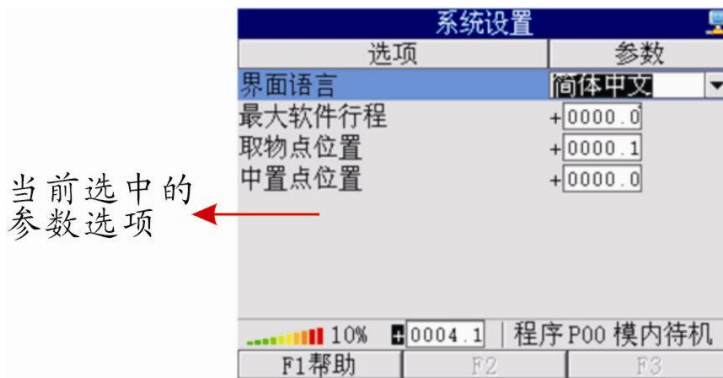 系统设置
选项 参数
界面语言 简体中文
最大软件行程 +0000.0
取物点位置 +0000.1
中置点位置 +0000.0
当前选中的
参数选项
10% +0004.1 程序P00 模内待机
F1帮助 F2 F3